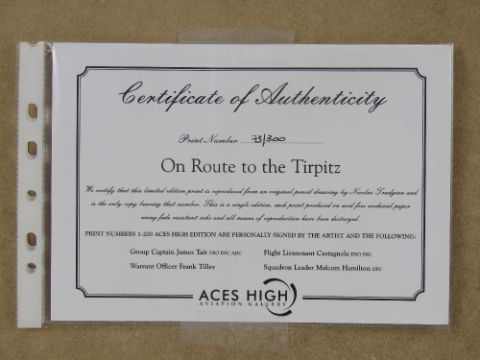 Certificate of Authenticity
Print Number 73/300
On Route to the Tirpitz
We certify that this limited edition print is reproduced from an original pencil drawing by Nicolas Trudgian and
is the only copy bearing that number. This is a single edition, each print produced on acid free archival paper
using fade resistant inks and all means of reproduction have been destroyed.
PRINT NUMBERS 1-200 ACES HIGH EDITION ARE PERSONALLY SIGNED BY THE ARTIST AND THE FOLLOWING:
Group Captain James Tait DSO DFC ADC
Flight Lieutenant Castagnola DSO DFC
Warrant Officer Frank Tilley
Squadron Leader Malcom Hamilton DFC
ACES HIGH
AVIATION GALLERY